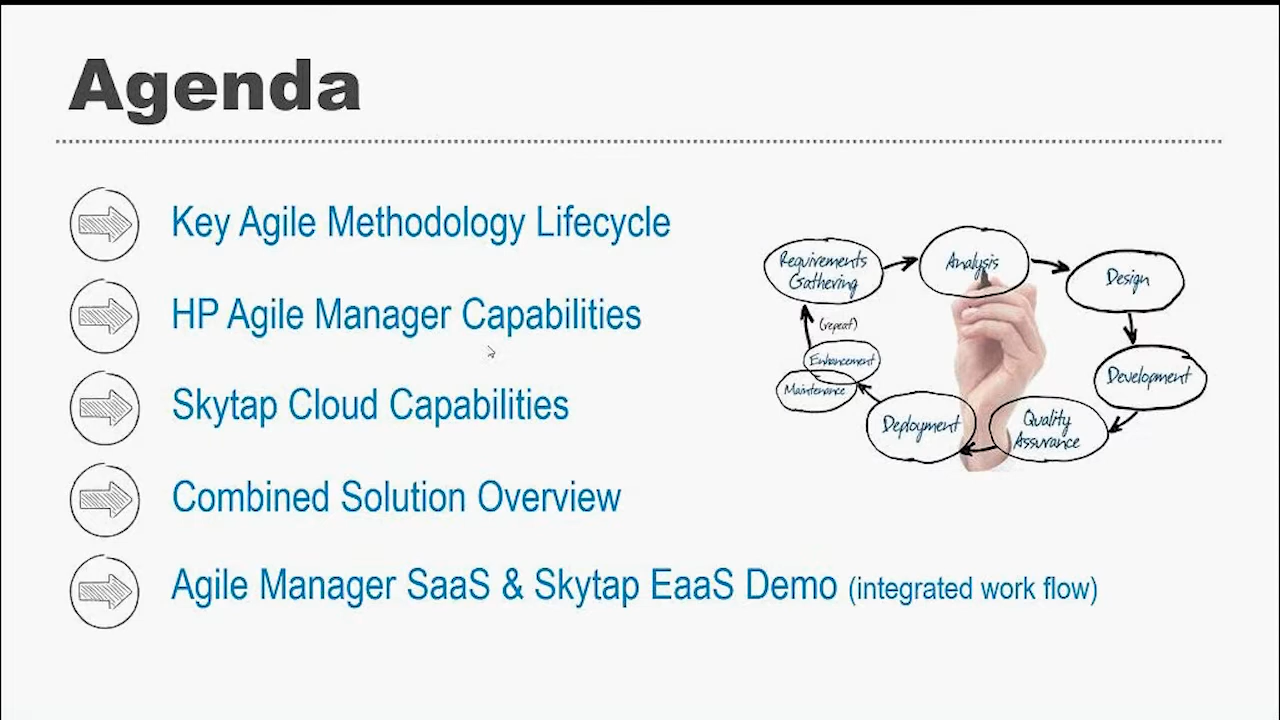 Agenda
Key Agile Methodology Lifecycle
HP Agile Manager Capabilities
Skytap Cloud Capabilities
Combined Solution Overview
Agile Manager SaaS & Skytap EaaS Demo (integrated work flow)
Requirements
Gathering
Analysis
Design
Development
Quality
Assurance
Deployment
Maintenance
Enhancement
(repeat)